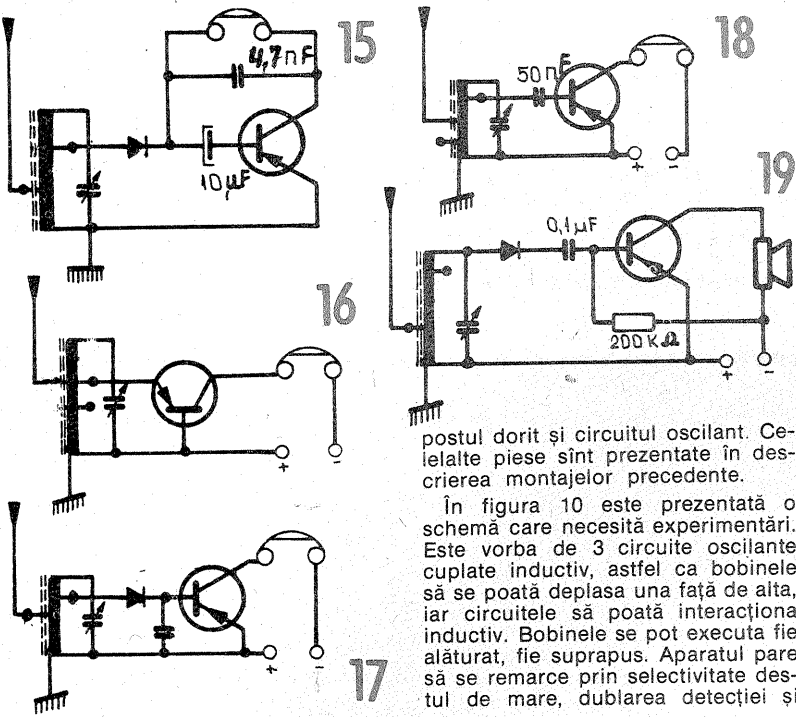 15
4,7nF
10µF
16
+
-
17
+
-
18
50nF
+
-
19
0,1µF
200KΩ
+
-
postul dorit și circuitul oscilant. Ce-
lelalte piese sînt prezentate în des-
crierea montajelor precedente.
În figura 10 este prezentată o
schemă care necesită experimentări.
Este vorba de 3 circuite oscilante
cuplate inductiv, astfel ca bobinele
să se poată deplasa una față de alta,
iar circuitele să poată interacționa
inductiv. Bobinele se pot executa fie
alăturat, fie suprapus. Aparatul pare
să se remarce prin selectivitate des-
tul de mare, dublarea detecției și